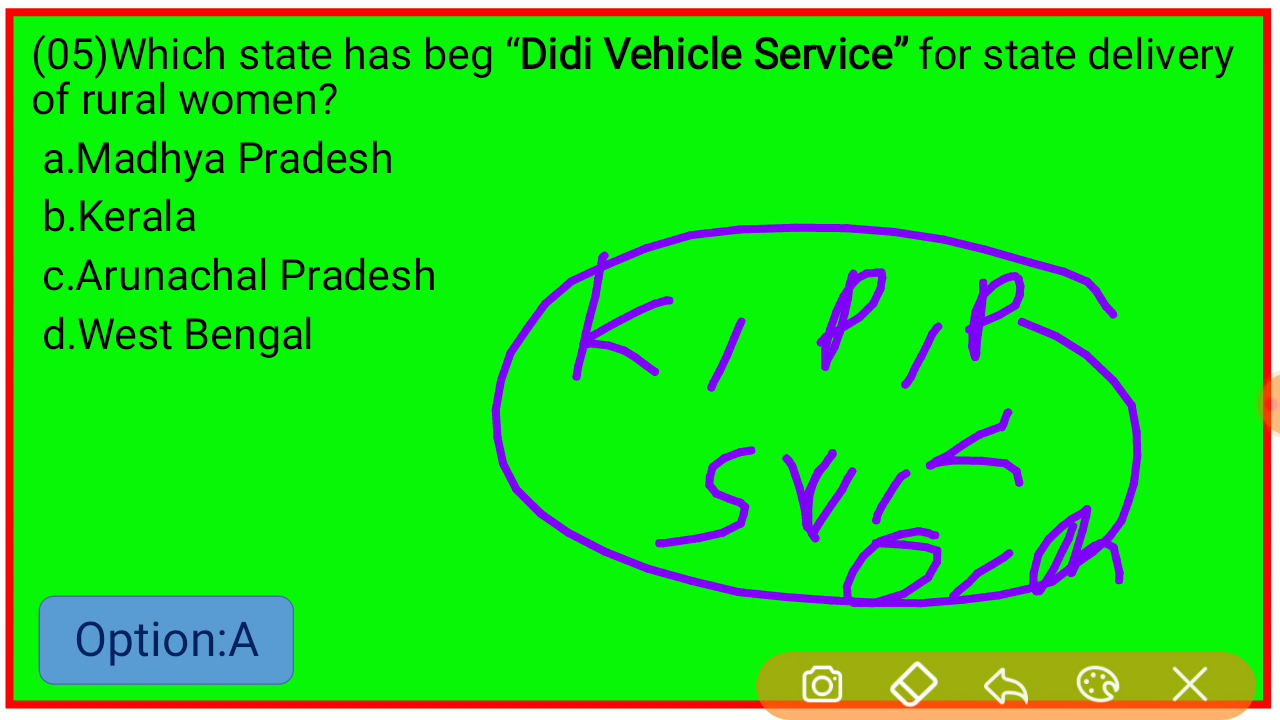 (05)Which state has beg “Didi Vehicle Service” for state delivery
of rural women?
a.Madhya Pradesh
b.Kerala
c.Arunachal Pradesh
d.West Bengal
K, P, P
SV,
Option:A